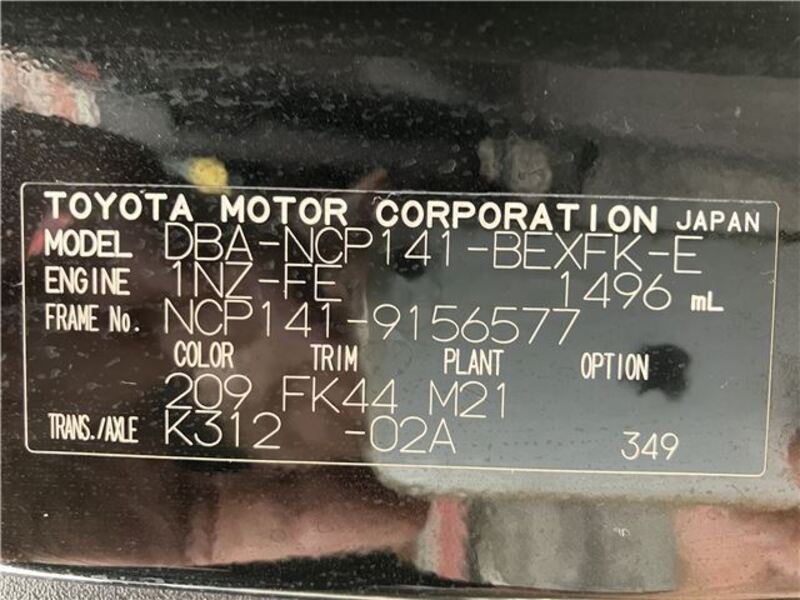 TOYOTA MOTOR CORPORATION JAPAN
MODEL DBA-NCP141-BEXFK-E
ENGINE 1NZ-FE 1496 mL
FRAME No. NCP141-9156577
COLOR TRIM PLANT OPTION
209 FK44 M21
TRANS./AXLE K312 -02A 349